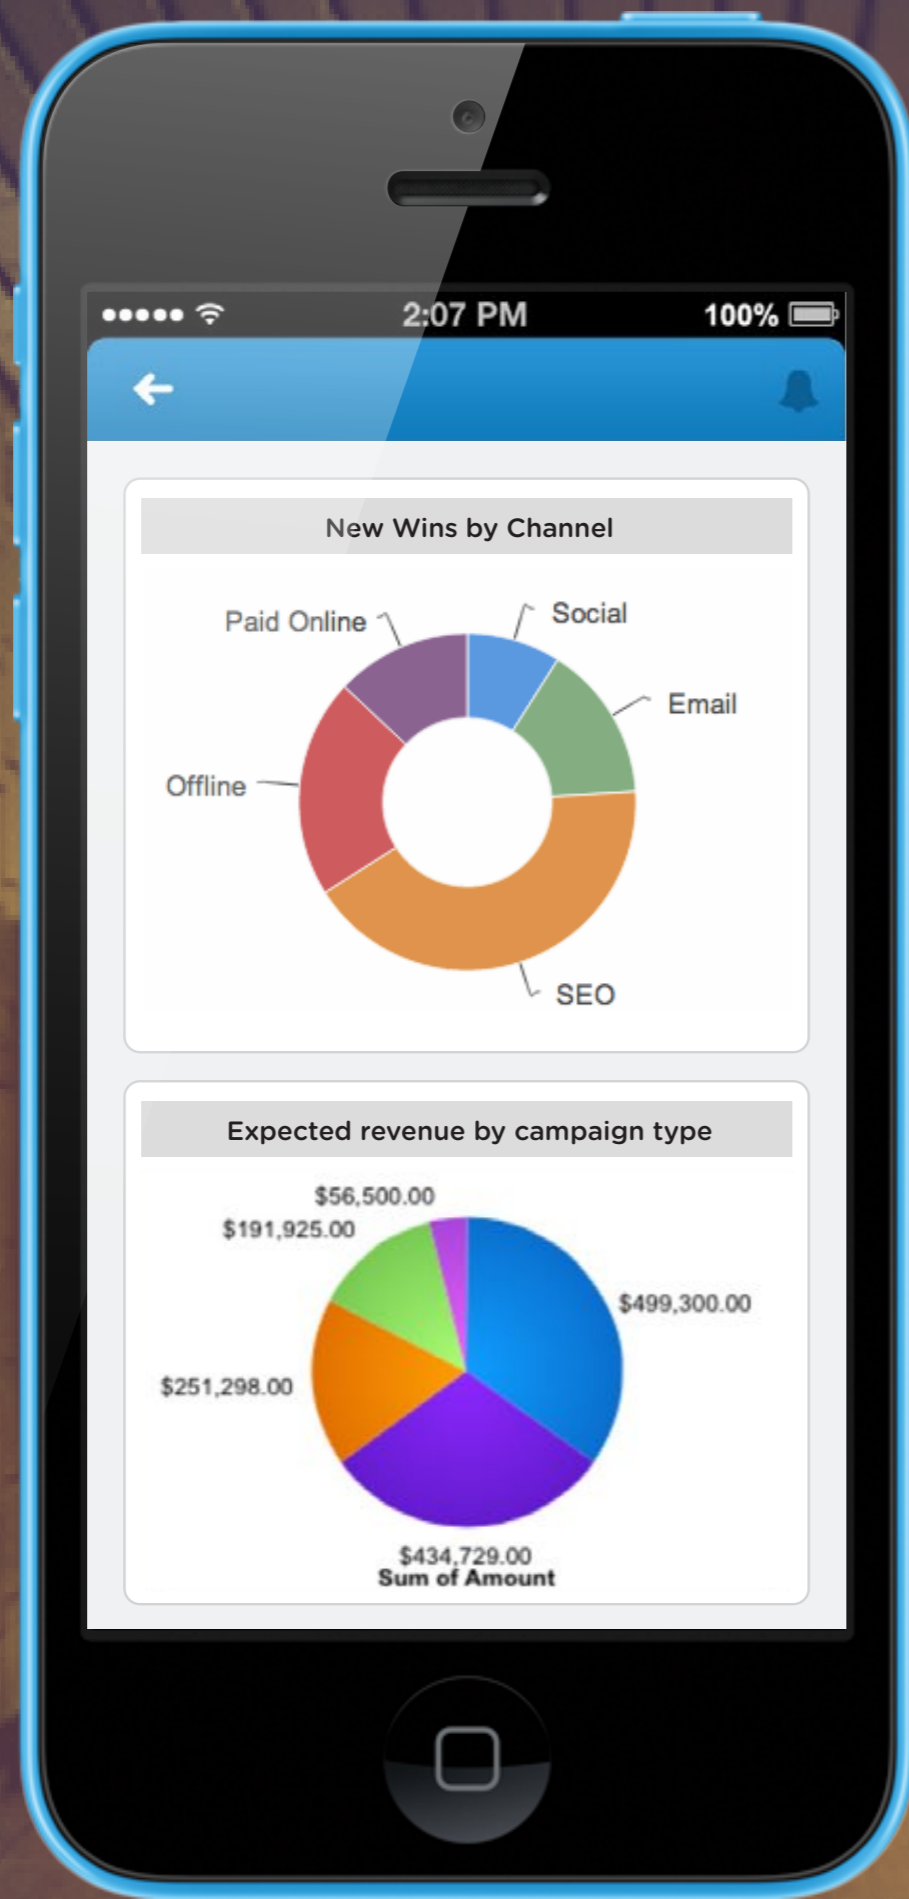 2:07 PM 100%
New Wins by Channel
Paid Online
Social
Email
Offline
SEO
Expected revenue by campaign type
$56,500.00
$191,925.00
$499,300.00
$251,298.00
$434,729.00
Sum of Amount